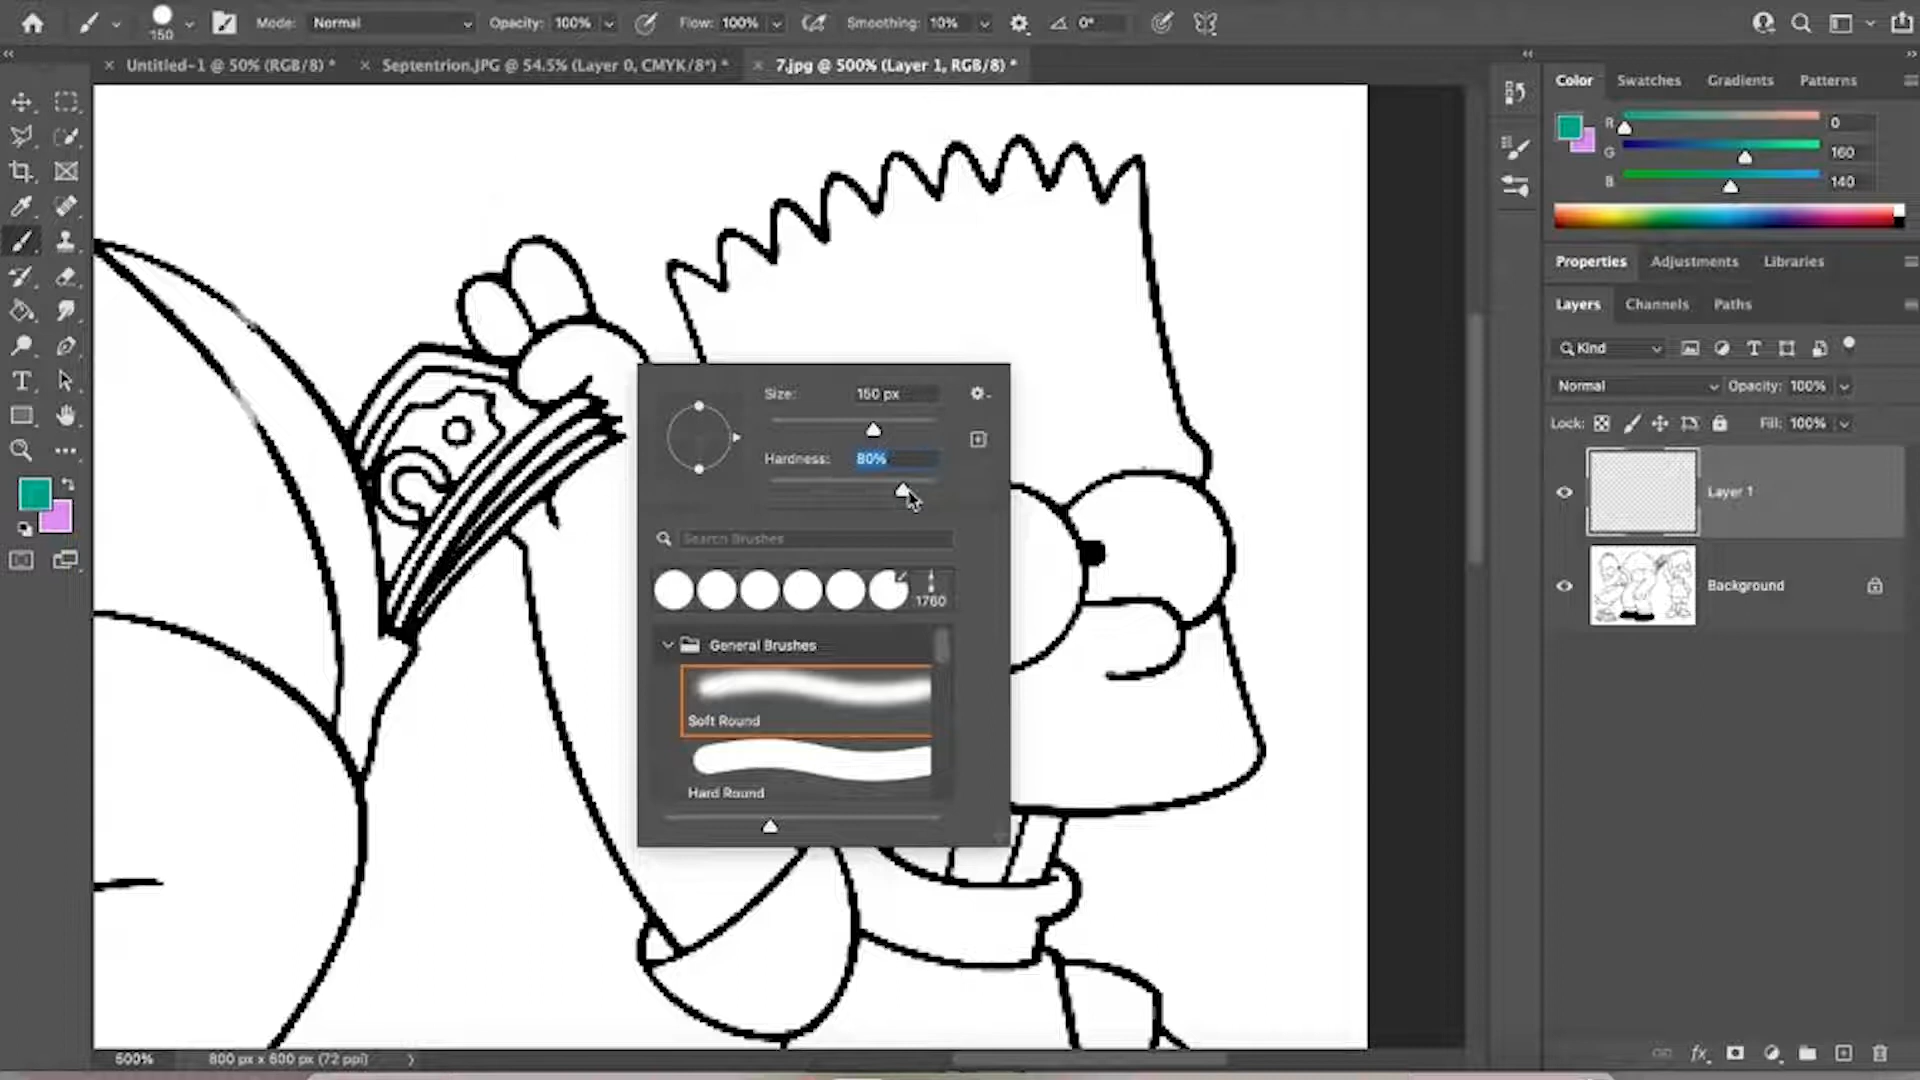 Mode: Normal Opacity: 100% Flow: 100% Smoothing: 10% 0°
150
Untitled-1 @ 50% (RGB/8) * Septentrion.JPG @ 54.5% (Layer 0, CMYK/8*) * 7.jpg @ 500% (Layer 1, RGB/8) *
Color Swatches Gradients Patterns
R 0
G 160
B 140
Properties Adjustments Libraries
Layers Channels Paths
Kind
Normal Opacity: 100%
Lock: Fill: 100%
Layer 1
Background
Size: 150 px
Hardness: 80%
Search Brushes
1760
General Brushes
Soft Round
Hard Round
500% 800 px x 600 px (72 ppi)